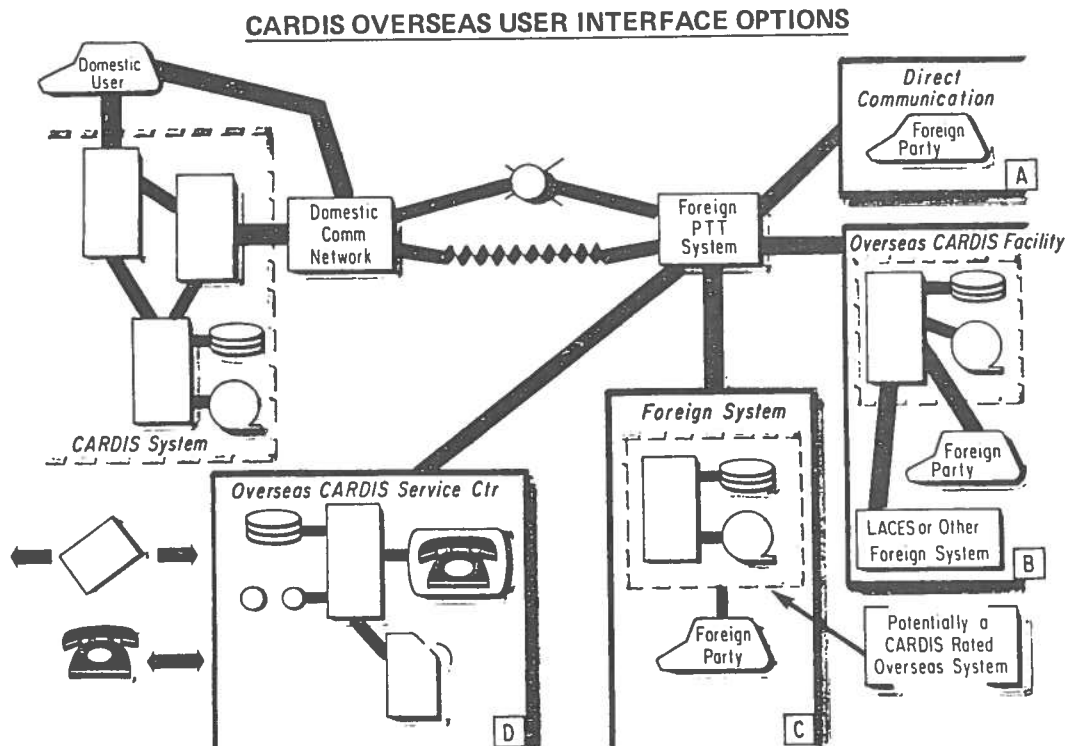 CARDIS OVERSEAS USER INTERFACE OPTIONS
Domestic
User
CARDIS System
Domestic
Comm
Network
Foreign
PTT
System
Direct
Communication
Foreign
Party
A
Overseas CARDIS Facility
Foreign
Party
LACES or Other
Foreign System
B
Foreign System
Foreign
Party
C
Potentially a
CARDIS Rated
Overseas System
Overseas CARDIS Service Ctr
D